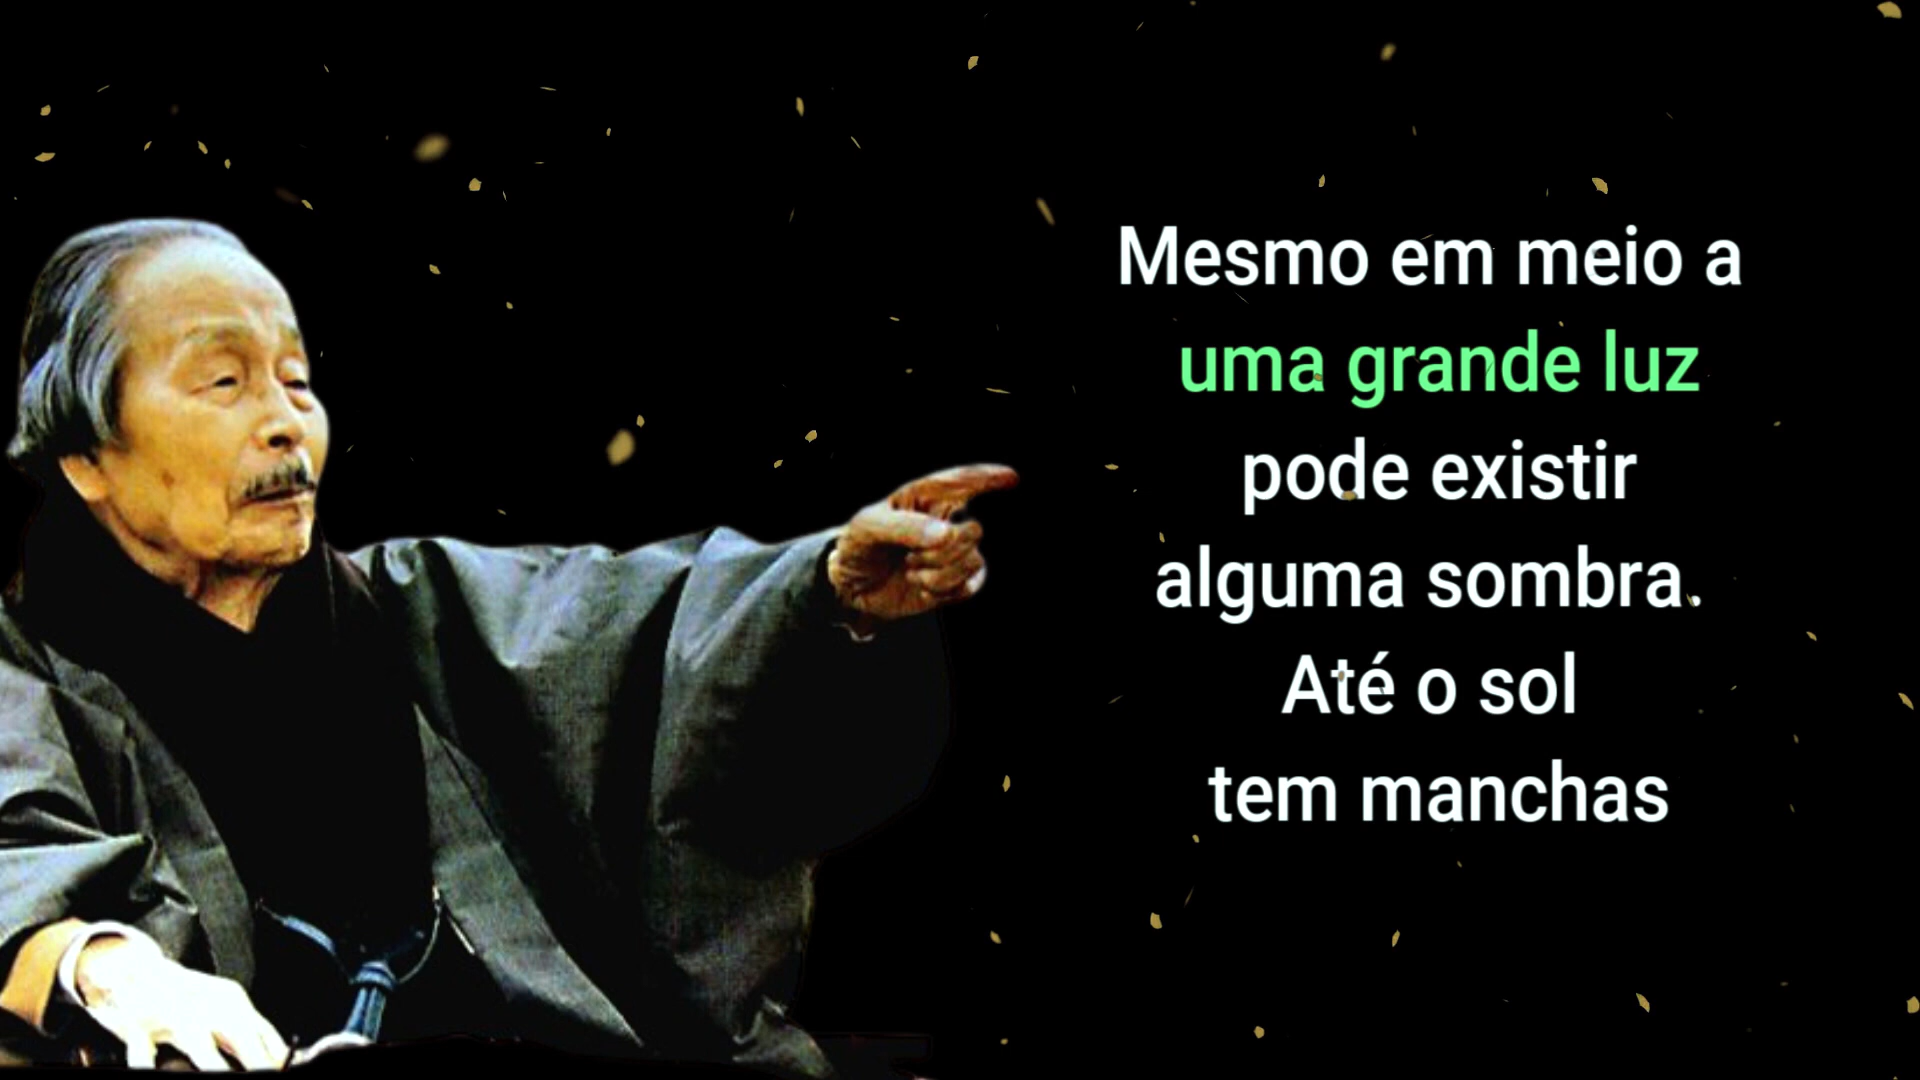 Mesmo em meio a
uma grande luz
pode existir
alguma sombra.
Até o sol
tem manchas